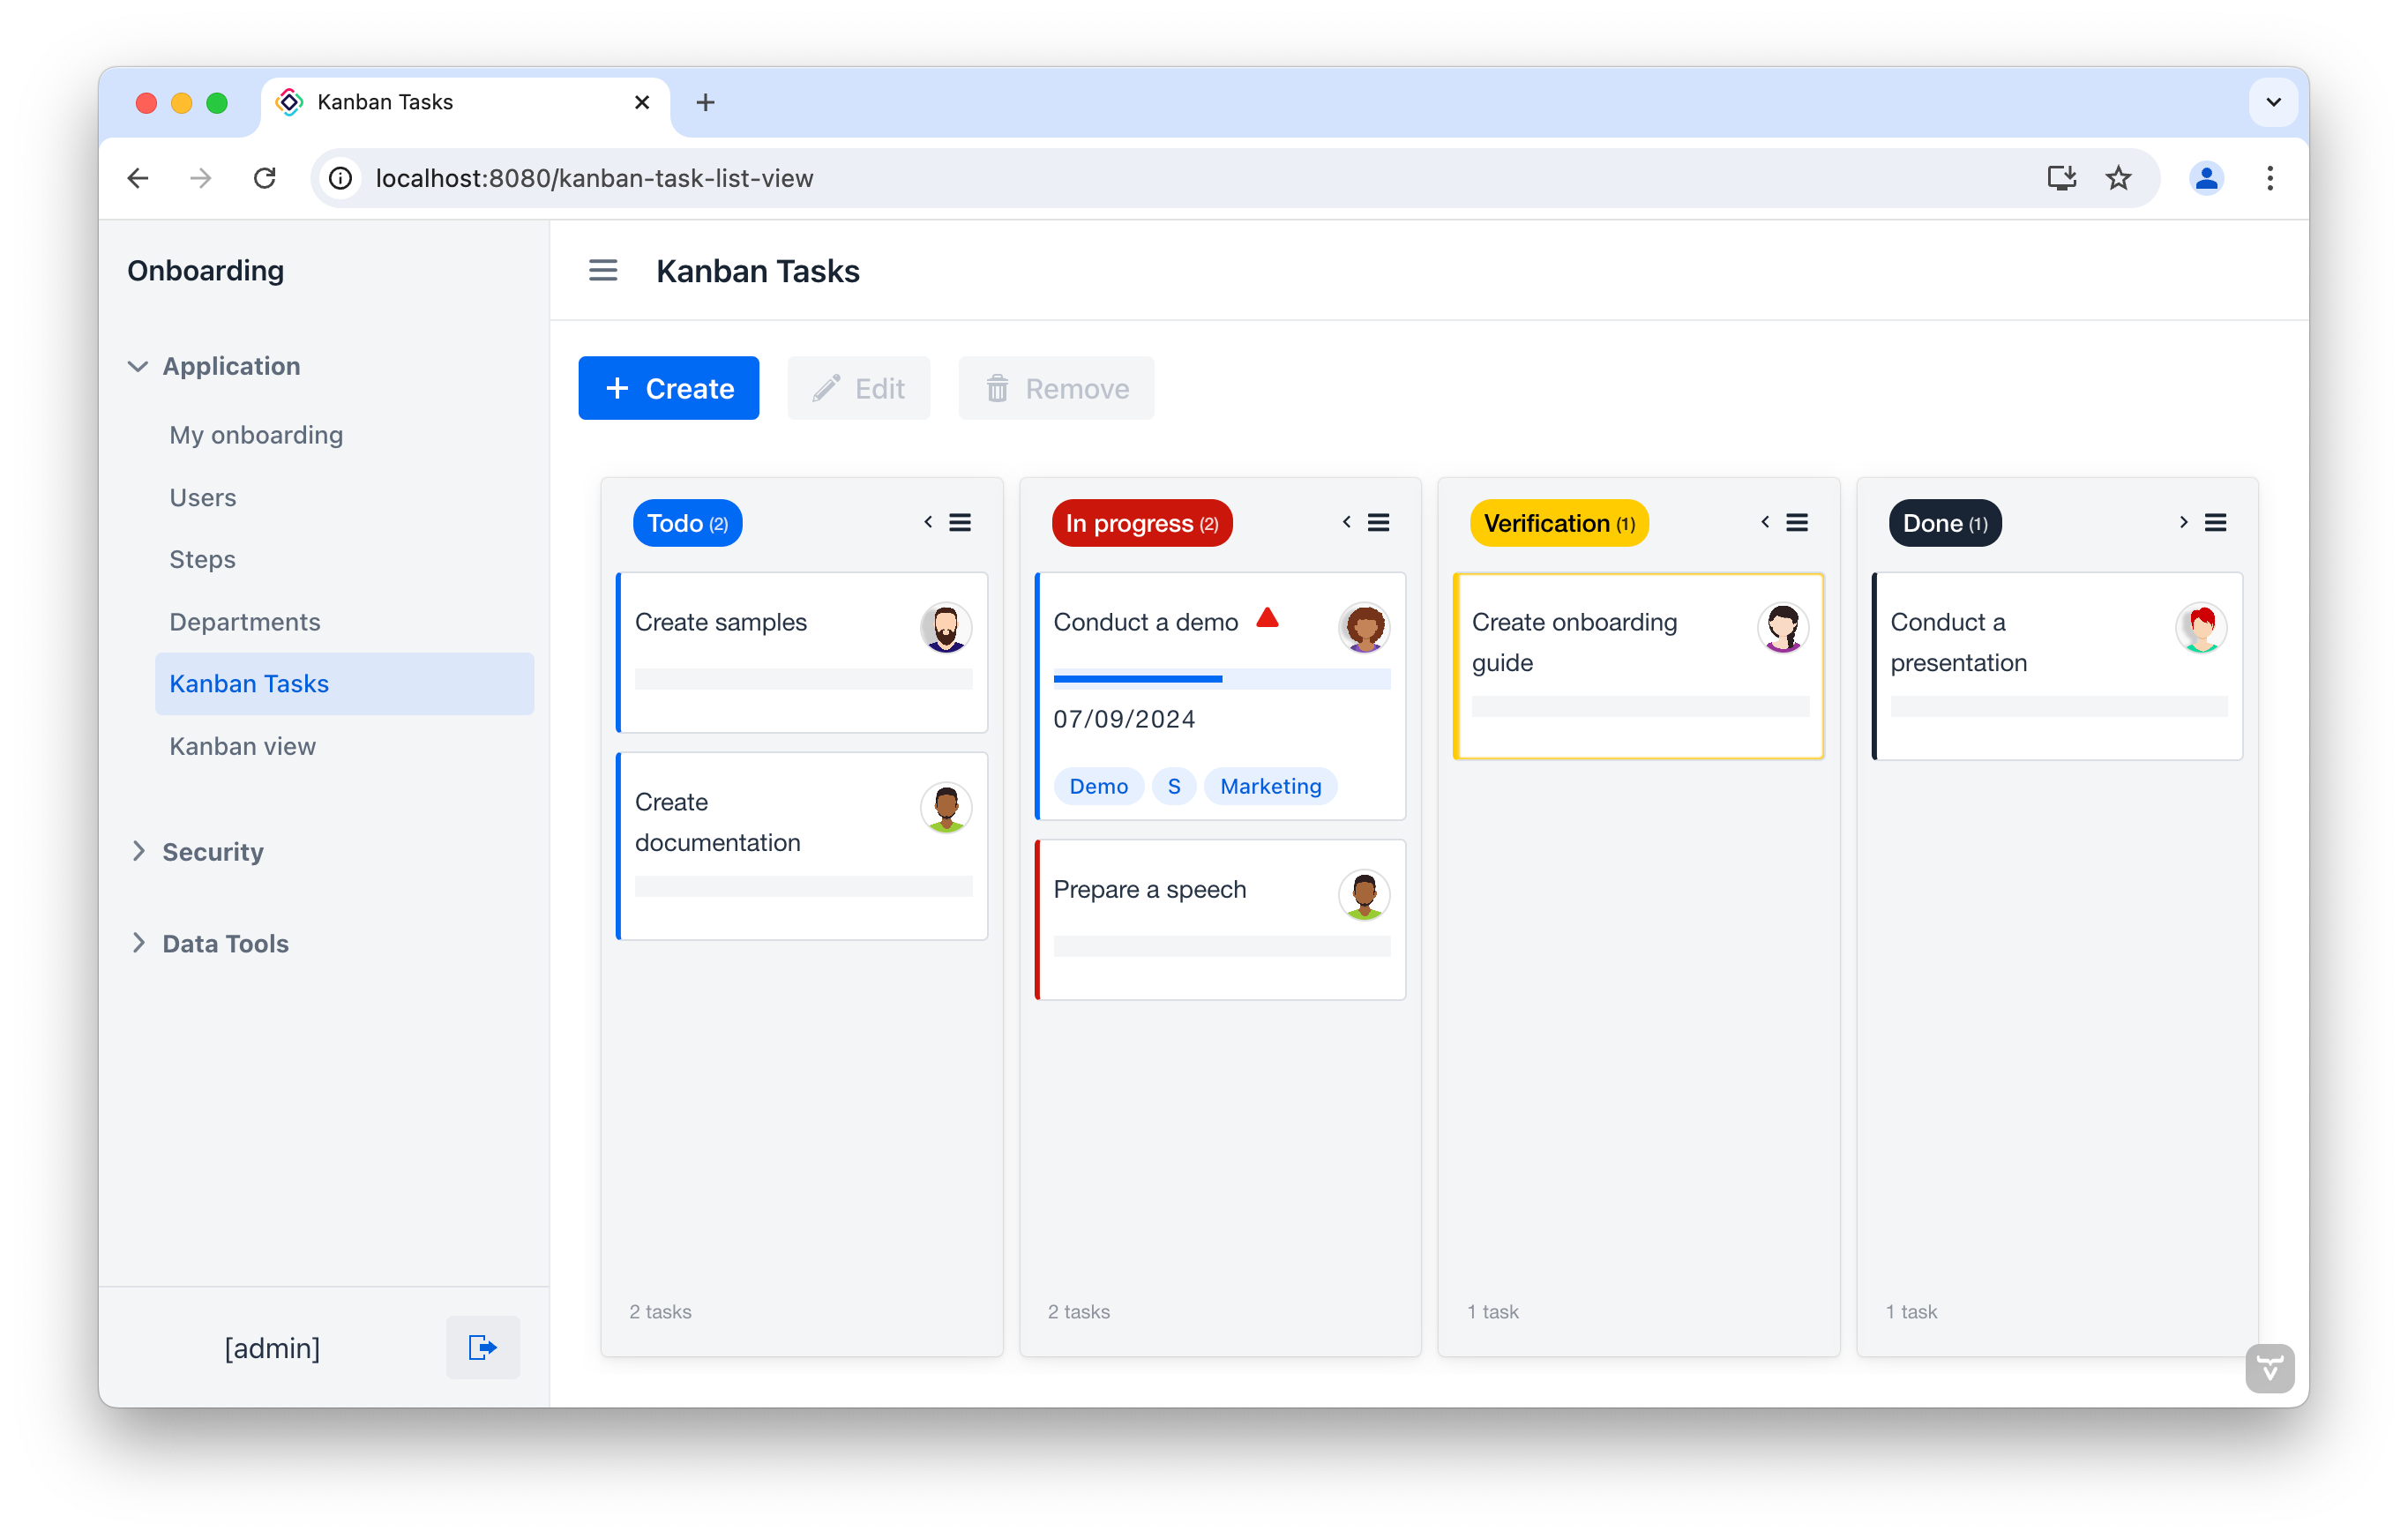 Kanban Tasks
localhost:8080/kanban-task-list-view
Onboarding
Application
My onboarding
Users
Steps
Departments
Kanban Tasks
Kanban view
Security
Data Tools
[admin]
Kanban Tasks
Create
Edit
Remove
Todo (2)
Create samples
Create
documentation
2 tasks
In progress (2)
Conduct a demo
07/09/2024
Demo
S
Marketing
Prepare a speech
2 tasks
Verification (1)
Create onboarding
guide
1 task
Done (1)
Conduct a
presentation
1 task